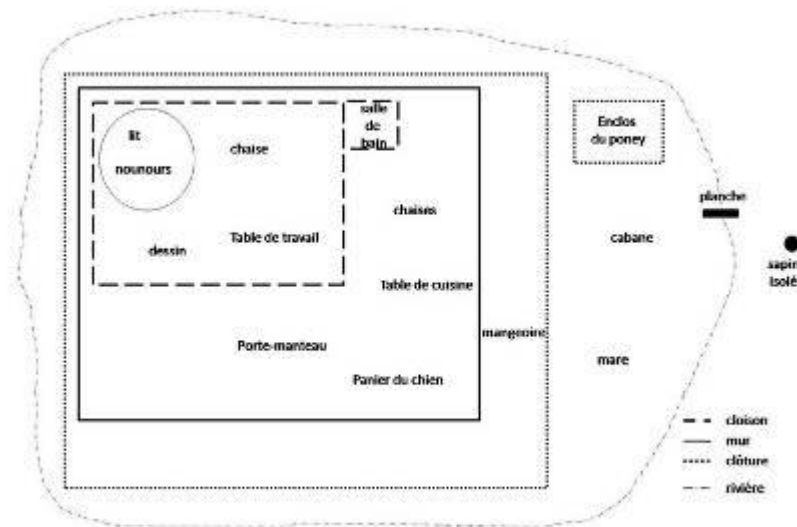 salle
de
bain
lit
nounours
chaise
dessin
Table de travail
chaises
Table de cuisine
Porte-manteau
Panier du chien
mangeoire
Enclos
du poney
planche
cabane
sapin
isolé
mare
cloison
mur
clôture
rivière